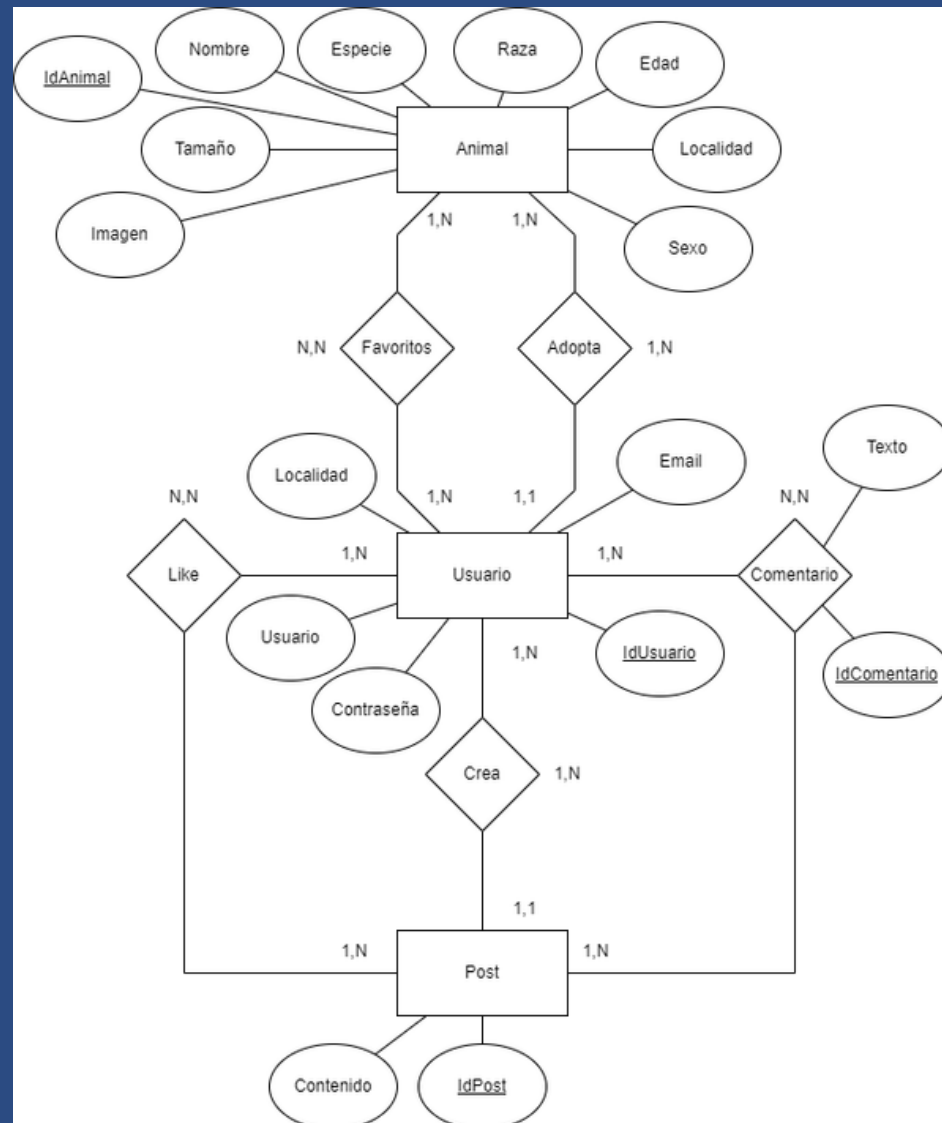 Nombre
Especie
Raza
Edad
IdAnimal
Tamaño
Animal
Localidad
Imagen
Sexo
1,N
1,N
N,N
Favoritos
Adopta
1,N
Localidad
Email
Texto
1,N
1,1
N,N
N,N
Like
1,N
Usuario
1,N
Comentario
Usuario
1,N
IdUsuario
IdComentario
Contraseña
Crea
1,N
1,1
1,N
1,N
Post
Contenido
IdPost